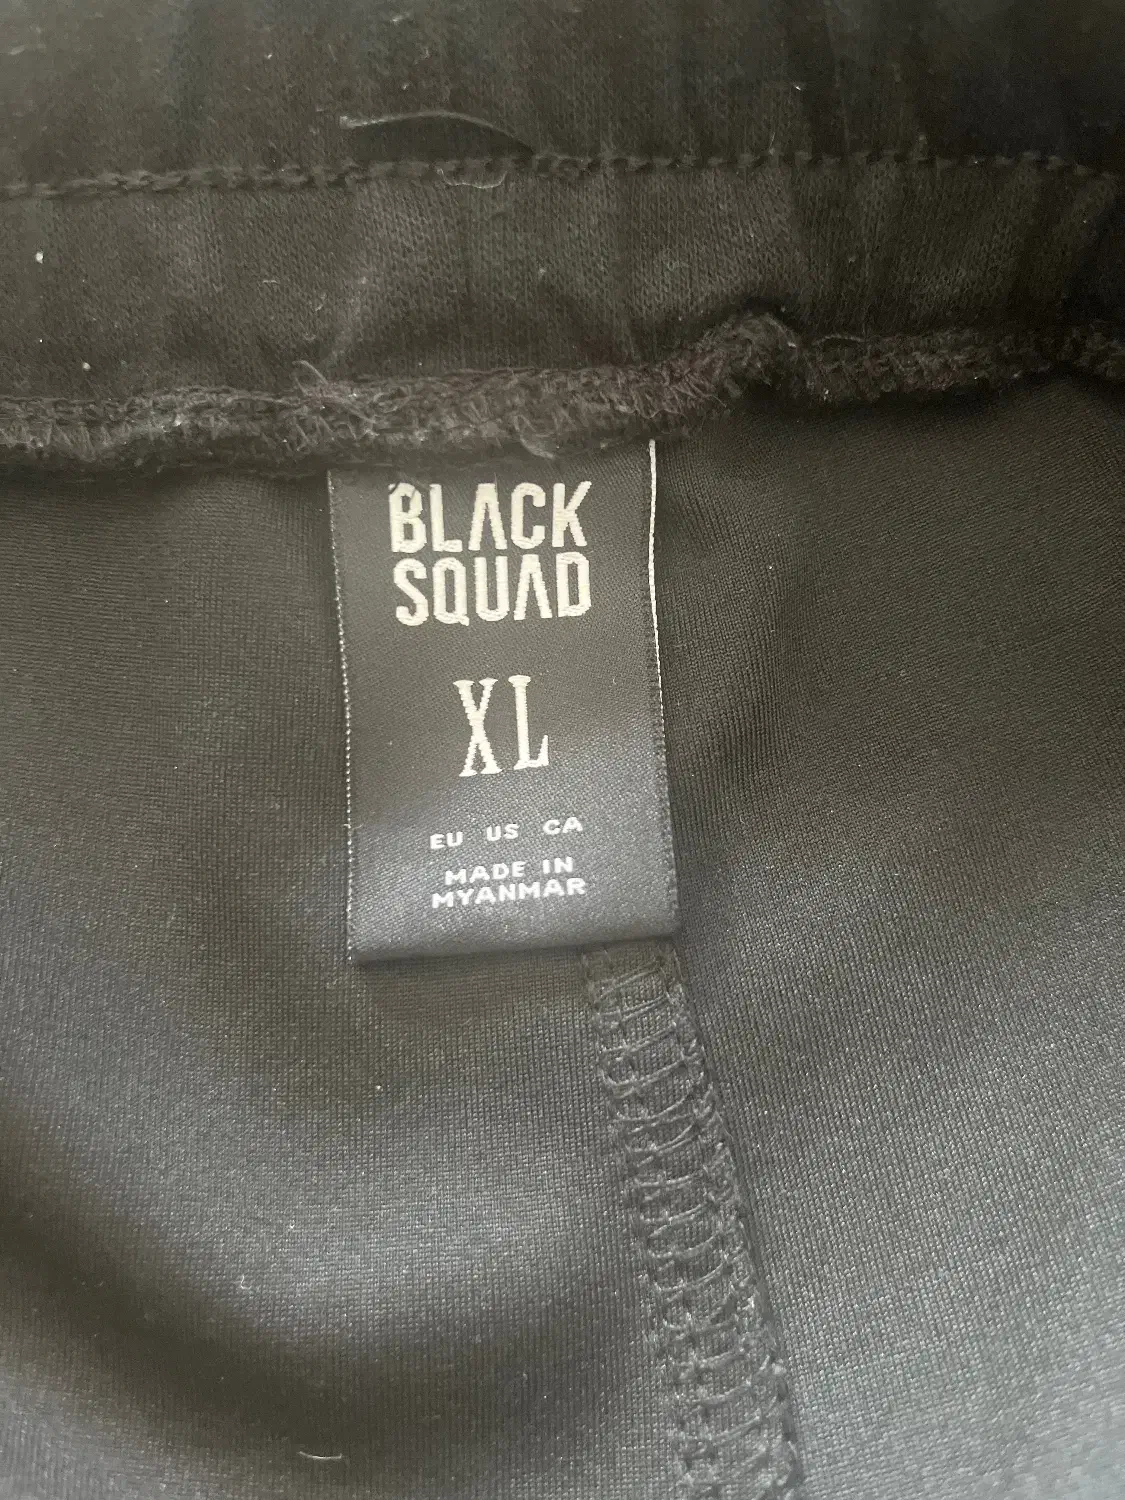 BLACK
SQUAD
XL
EU US CA
MADE IN
MYANMAR